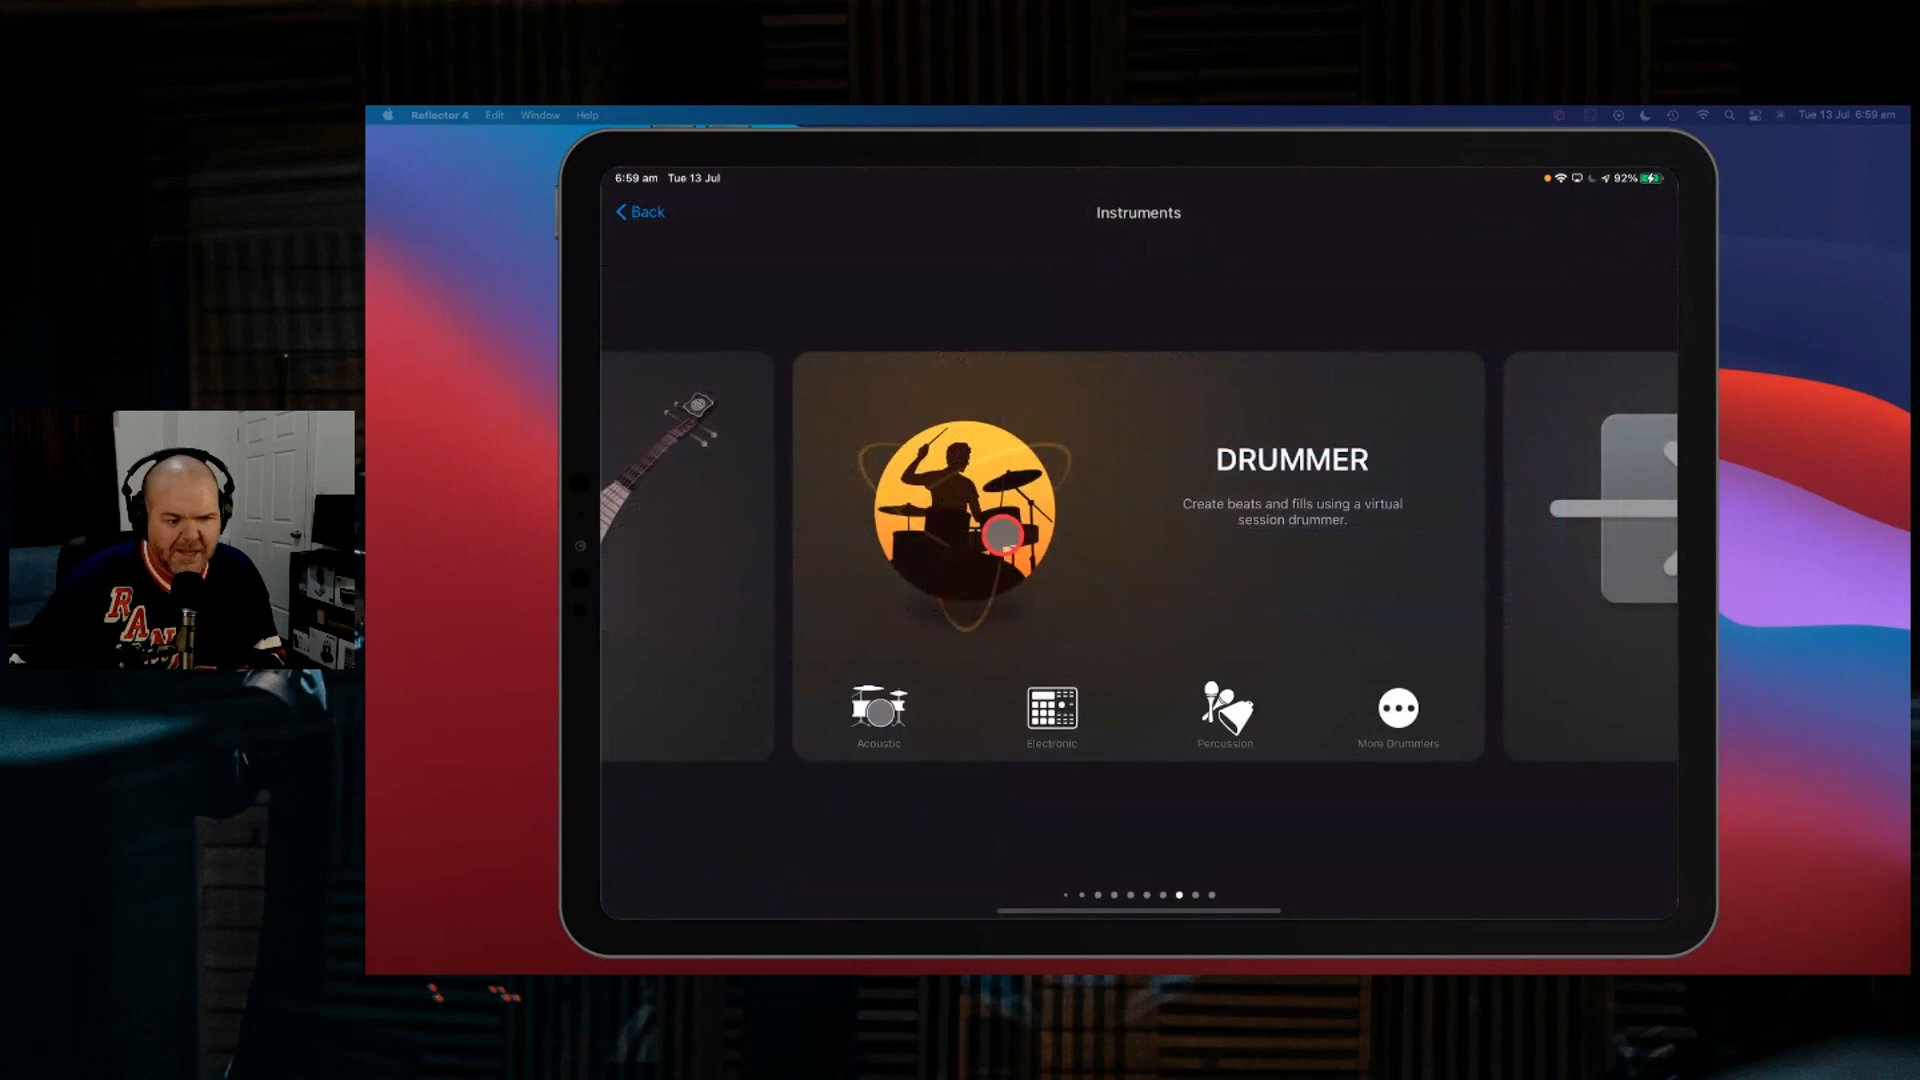 Reflector 4 Edit Window Help
Tue 13 Jul 6:59 am
6:59 am Tue 13 Jul
92%
Back
Instruments
DRUMMER
Create beats and fills using a virtual
session drummer.
Acoustic
Electronic
Percussion
More Drummers
RAN